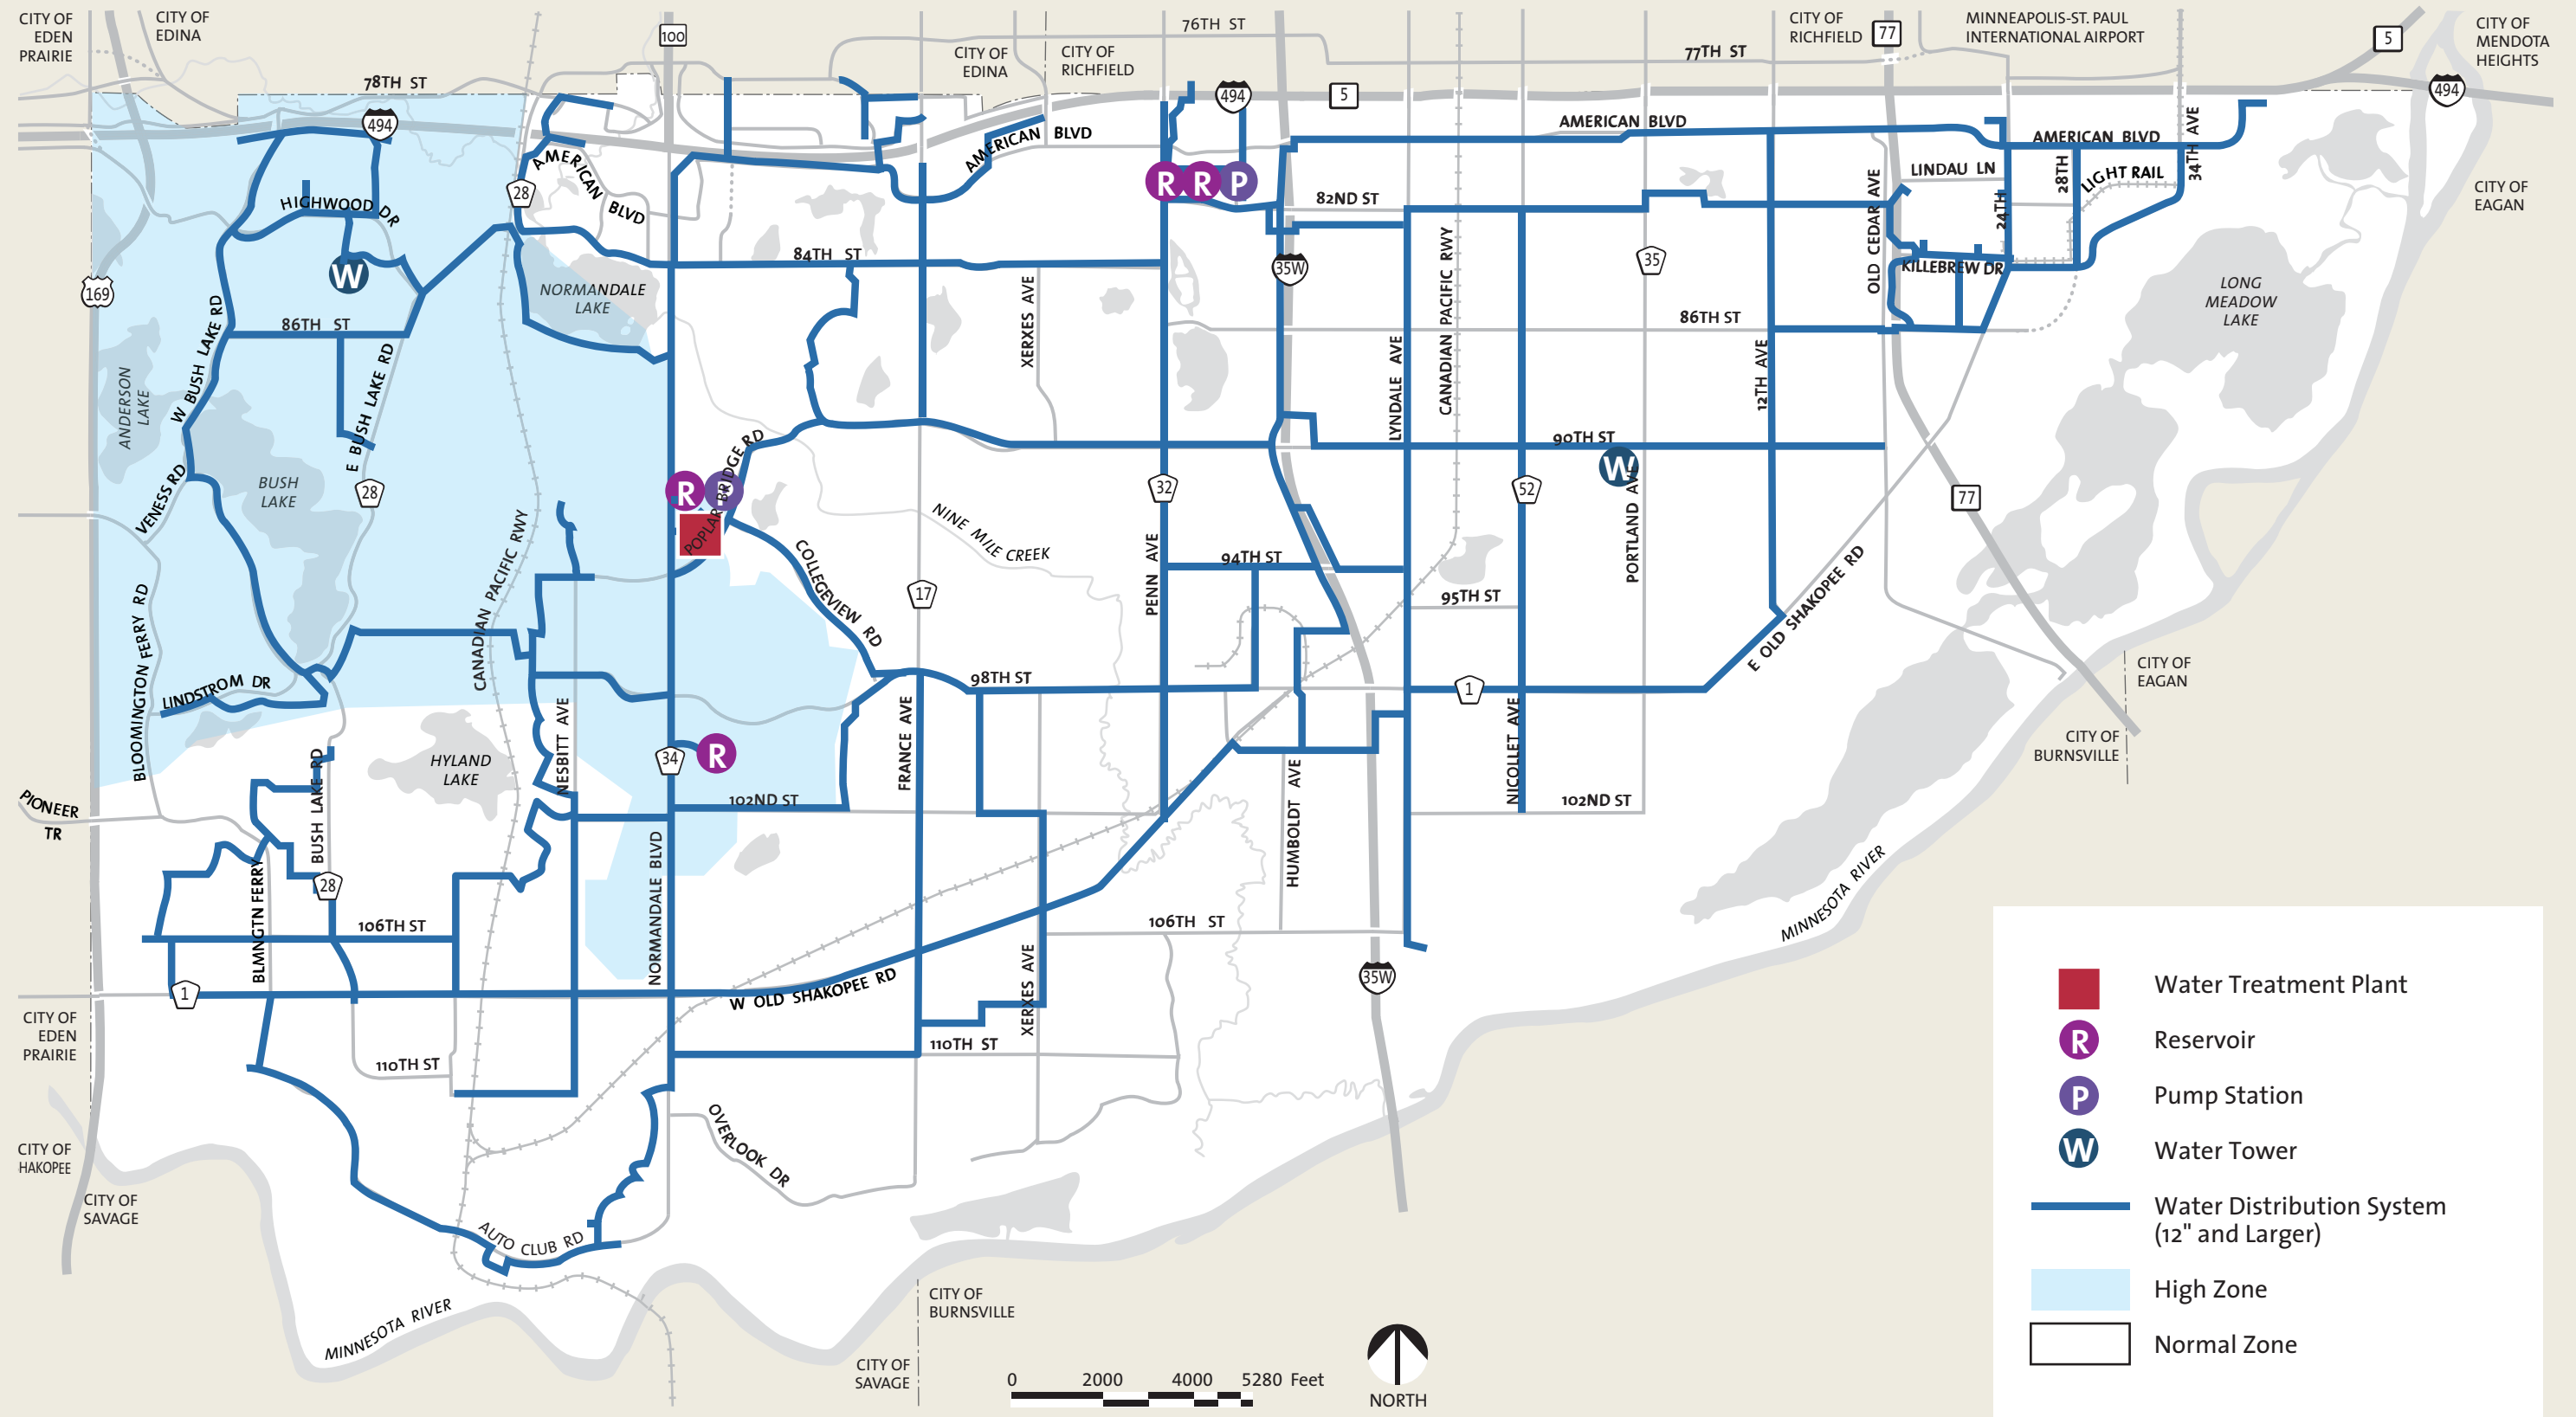 CITY OF
EDEN
PRAIRIE
CITY OF
EDINA
100
76TH ST
CITY OF
EDINA
CITY OF
RICHFIELD
77TH ST
CITY OF
RICHFIELD
77
MINNEAPOLIS-ST. PAUL
INTERNATIONAL AIRPORT
5
CITY OF
MENDOTA
HEIGHTS
78TH ST
494
494
5
494
AMERICAN BLVD
AMERICAN BLVD
AMERICAN BLVD
AMERICAN BLVD
34TH AVE
28TH
LIGHT RAIL
LINDAU LN
24TH
CITY OF
EAGAN
HIGHWOOD DR
28
R
R
P
82ND ST
OLD CEDAR AVE
84TH ST
W
169
NORMANDALE
LAKE
35W
35
KILLEBREW DR
LONG
MEADOW
LAKE
XERXES AVE
CANADIAN PACIFIC RWY
86TH ST
86TH ST
W BUSH LAKE RD
E BUSH LAKE RD
ANDERSON
LAKE
LYNDALE AVE
12TH AVE
90TH ST
W
VENESS RD
BUSH
LAKE
28
R
P
POPLAR BRIDGE RD
32
52
77
PORTLAND AVE
NINE MILE CREEK
CANADIAN PACIFIC RWY
COLLEGEVIEW RD
94TH ST
PENN AVE
17
95TH ST
E OLD SHAKOPEE RD
BLOOMINGTON FERRY RD
LINDSTROM DR
98TH ST
1
CITY OF
EAGAN
NESBITT AVE
FRANCE AVE
NICOLLET AVE
CITY OF
BURNSVILLE
HYLAND
LAKE
34
R
BUSH LAKE RD
HUMBOLDT AVE
PIONEER
TR
102ND ST
102ND ST
28
BLMNGTN FERRY
NORMANDALE BLVD
MINNESOTA RIVER
106TH ST
106TH ST
1
W OLD SHAKOPEE RD
XERXES AVE
35W
CITY OF
EDEN
PRAIRIE
110TH ST
110TH ST
OVERLOOK DR
CITY OF
HAKOPEE
CITY OF
SAVAGE
AUTO CLUB RD
MINNESOTA RIVER
CITY OF
BURNSVILLE
CITY OF
SAVAGE
0 2000 4000 5280 Feet
NORTH
Water Treatment Plant
R Reservoir
P Pump Station
W Water Tower
Water Distribution System
(12" and Larger)
High Zone
Normal Zone